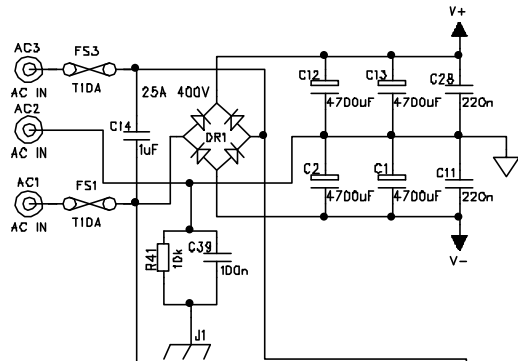 V+
AC3
FS3
AC IN
T10A
AC2
25A 400V
C12
4700uF
C13
4700uF
C28
220n
AC IN
C14
1uF
DR1
AC1
FS1
AC IN
T10A
C2
4700uF
C1
4700uF
C11
220n
V-
R41
10k
C39
100n
J1